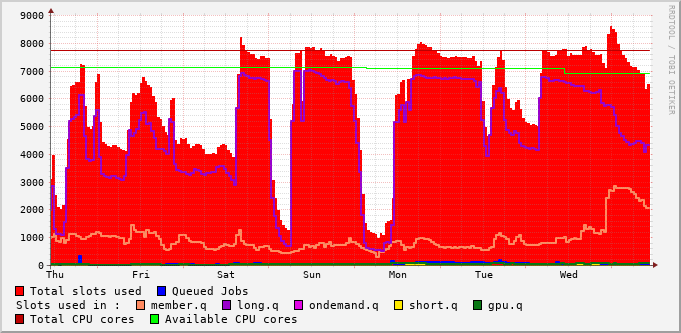 RRDTOOL / TOBI OETIKER
9000
8000
7000
6000
5000
4000
3000
2000
1000
0
Thu Fri Sat Sun Mon Tue Wed
Total slots used Queued Jobs
Slots used in : member.q long.q ondemand.q short.q gpu.q
Total CPU cores Available CPU cores